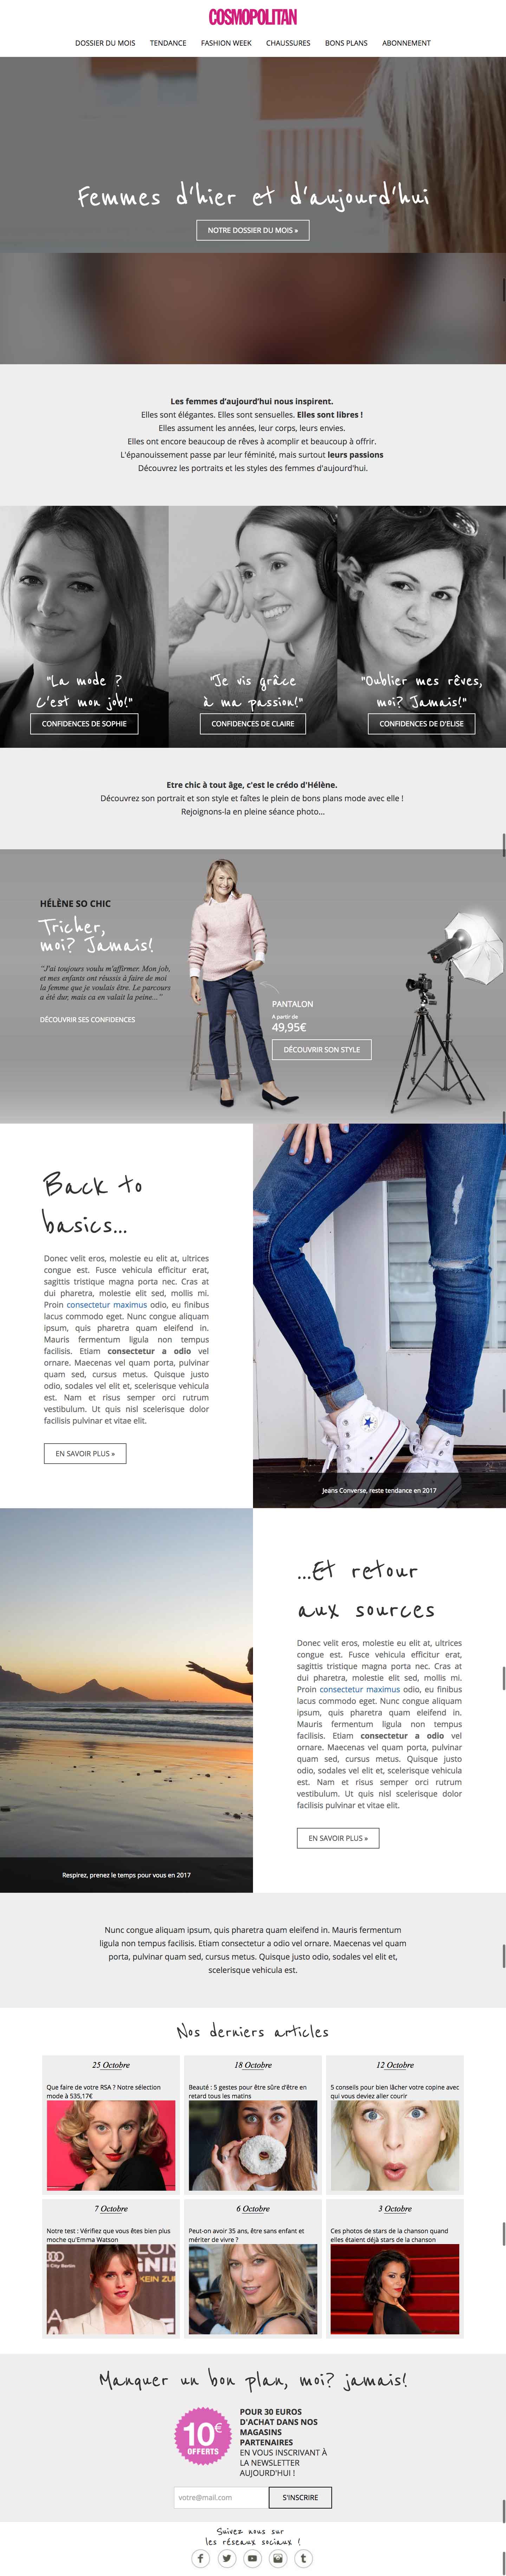 COSMOPOLITAN
DOSSIER DU MOIS TENDANCE FASHION WEEK CHAUSSURES BONS PLANS ABONNEMENT
Femmes d'hier et d'aujourd'hui
NOTRE DOSSIER DU MOIS »
Les femmes d'aujourd'hui nous inspirent.
Elles sont élégantes. Elles sont sensuelles. Elles sont libres !
Elles assument les années, leur corps, leurs envies.
Elles ont encore beaucoup de rêves à acomplir et beaucoup à offrir.
L'épanouissement passe par leur féminité, mais surtout leurs passions
Découvrez les portraits et les styles des femmes d'aujourd'hui.
"La mode ?
C'est mon job!"
CONFIDENCES DE SOPHIE
"Je vis grâce
à ma passion!"
CONFIDENCES DE CLAIRE
"Oublier mes rêves,
moi? Jamais!"
CONFIDENCES DE D'ELISE
Etre chic à tout âge, c'est le crédo d'Hélène.
Découvrez son portrait et son style et faîtes le plein de bons plans mode avec elle !
Rejoignons-la en pleine séance photo...
HÉLÈNE SO CHIC
Tricher,
moi? Jamais!
"J'ai toujours voulu m'affirmer. Mon job,
et mes enfants ont réussis à faire de moi
la femme que je voulais être. Le parcours
a été dur, mais ca en valait la peine..."
DÉCOUVRIR SES CONFIDENCES
PANTALON
A partir de
49,95€
DÉCOUVRIR SON STYLE
Back to
basics...
Donec velit eros, molestie eu elit at, ultrices
congue est. Fusce vehicula efficitur erat,
sagittis tristique magna porta nec. Cras at
dui pharetra, molestie elit sed, mollis mi.
Proin consectetur maximus odio, eu finibus
lacus commodo eget. Nunc congue aliquam
ipsum, quis pharetra quam eleifend in.
Mauris fermentum ligula non tempus
facilisis. Etiam consectetur a odio vel
ornare. Maecenas vel quam porta, pulvinar
quam sed, cursus metus. Quisque justo
odio, sodales vel elit et, scelerisque vehicula
est. Nam et risus semper orci rutrum
vestibulum. Ut quis nisl scelerisque dolor
facilisis pulvinar et vitae elit.
EN SAVOIR PLUS »
Jeans Converse, reste tendance en 2017
...Et retour
aux sources
Donec velit eros, molestie eu elit at, ultrices
congue est. Fusce vehicula efficitur erat,
sagittis tristique magna porta nec. Cras at
dui pharetra, molestie elit sed, mollis mi.
Proin consectetur maximus odio, eu finibus
lacus commodo eget. Nunc congue aliquam
ipsum, quis pharetra quam eleifend in.
Mauris fermentum ligula non tempus
facilisis. Etiam consectetur a odio vel
ornare. Maecenas vel quam porta, pulvinar
quam sed, cursus metus. Quisque justo
odio, sodales vel elit et, scelerisque vehicula
est. Nam et risus semper orci rutrum
vestibulum. Ut quis nisl scelerisque dolor
facilisis pulvinar et vitae elit.
EN SAVOIR PLUS »
Respirez, prenez le temps pour vous en 2017
Nunc congue aliquam ipsum, quis pharetra quam eleifend in. Mauris fermentum
ligula non tempus facilisis. Etiam consectetur a odio vel ornare. Maecenas vel quam
porta, pulvinar quam sed, cursus metus. Quisque justo odio, sodales vel elit et,
scelerisque vehicula est.
Nos derniers articles
25 Octobre
Que faire de votre RSA ? Notre sélection
mode à 535,17€
18 Octobre
Beauté : 5 gestes pour être sûre d'être en
retard tous les matins
12 Octobre
5 conseils pour bien lâcher votre copine avec
qui vous deviez aller courir
7 Octobre
Notre test : Vérifiez que vous êtes bien plus
moche qu'Emma Watson
6 Octobre
Peut-on avoir 35 ans, être sans enfant et
mériter de vivre ?
3 Octobre
Ces photos de stars de la chanson quand
elles étaient déjà stars de la chanson
Manquer un bon plan, moi? jamais!
10€
OFFERTS
POUR 30 EUROS
D'ACHAT DANS NOS
MAGASINS
PARTENAIRES
EN VOUS INSCRIVANT À
LA NEWSLETTER
AUJOURD'HUI !
votre@mail.com
S'INSCRIRE
Suivez nous sur
les réseaux sociaux !